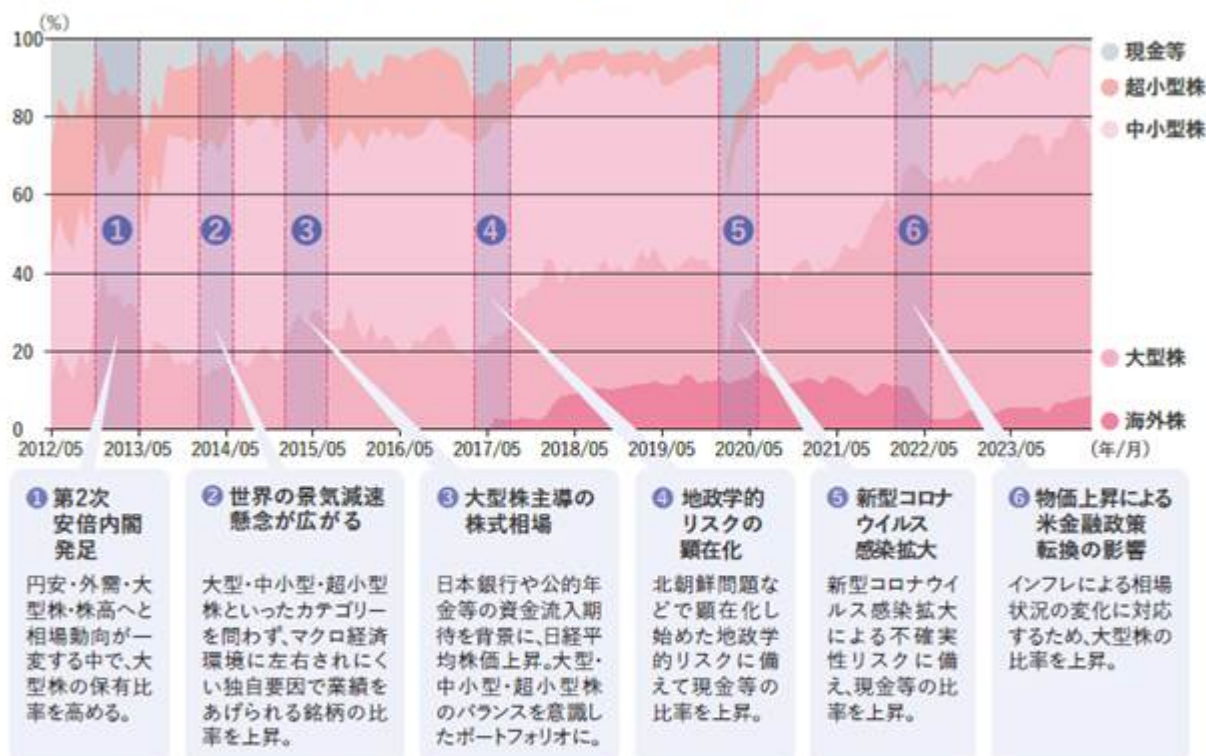 (%)
100
80
60
40
20
0
1
2
3
4
5
6
現金等
超小型株
中小型株
大型株
海外株
2012/05 2013/05 2014/05 2015/05 2016/05 2017/05 2018/05 2019/05 2020/05 2021/05 2022/05 2023/05 (年/月)
1 第2次
安倍内閣
発足
円安・外需・大
型株・株高へと
相場動向が一
変する中で、大
型株の保有比
率を高める。
2 世界の景気減速
懸念が広がる
大型・中小型・超小型
株といったカテゴリー
を問わず、マクロ経済
環境に左右されにく
い独自要因で業績を
あげられる銘柄の比
率を上昇。
3 大型株主導の
株式相場
日本銀行や公的年
金等の資金流入期
待を背景に、日経平
均株価上昇。大型・
中小型・超小型株
のバランスを意識し
たポートフォリオに。
4 地政学的
リスクの
顕在化
北朝鮮問題な
どで顕在化し
始めた地政学
的リスクに備
えて現金等の
比率を上昇。
5 新型コロナ
ウイルス
感染拡大
新型コロナウイ
ルス感染拡大
による不確実
性リスクに備
え、現金等の比
率を上昇。
6 物価上昇による
米金融政策
転換の影響
インフレによる相場
状況の変化に対応
するため、大型株の
比率を上昇。